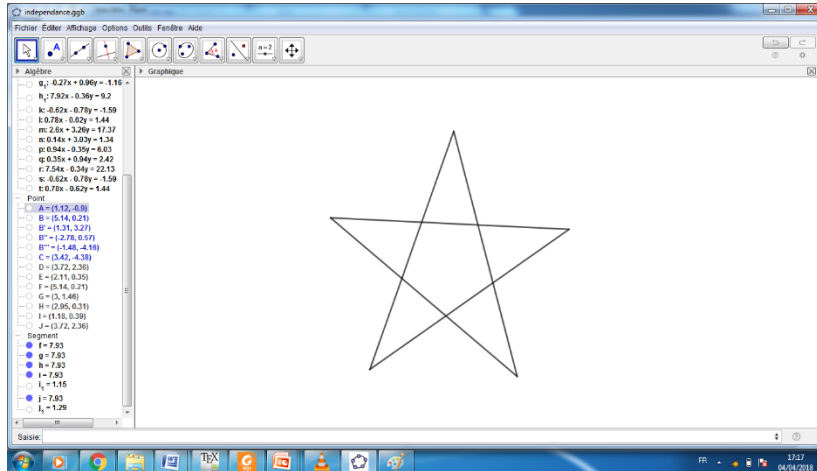 independance.ggb
Fichier Éditer Affichage Options Outils Fenêtre Aide
a=2
Algèbre
Graphique
g₁: -0.27x + 0.96y = -1.16
h₁: 7.92x - 0.36y = 9.2
k: -0.62x - 0.78y = -1.59
l: 0.78x - 0.62y = 1.44
m: 2.6x + 3.26y = 17.37
n: 0.14x + 3.03y = 1.34
p: 0.94x - 0.35y = 6.03
q: 0.35x + 0.94y = 2.42
r: 7.54x - 0.34y = 22.13
s: -0.62x - 0.78y = -1.59
t: 0.78x - 0.62y = 1.44
Point
A = (1.12, -0.9)
B = (5.14, 0.21)
B' = (1.31, 3.27)
B'' = (-2.78, 0.57)
B''' = (-1.48, -4.16)
C = (3.42, -4.38)
D = (3.72, 2.36)
E = (2.11, 0.35)
F = (5.14, 0.21)
G = (3, 1.46)
H = (2.95, 0.31)
I = (1.18, 0.39)
J = (3.72, 2.36)
Segment
f = 7.93
g = 7.93
h = 7.93
i = 7.93
i₁ = 1.15
j = 7.93
j₁ = 1.29
Saisie:
TEX
FR
17:17
04/04/2018